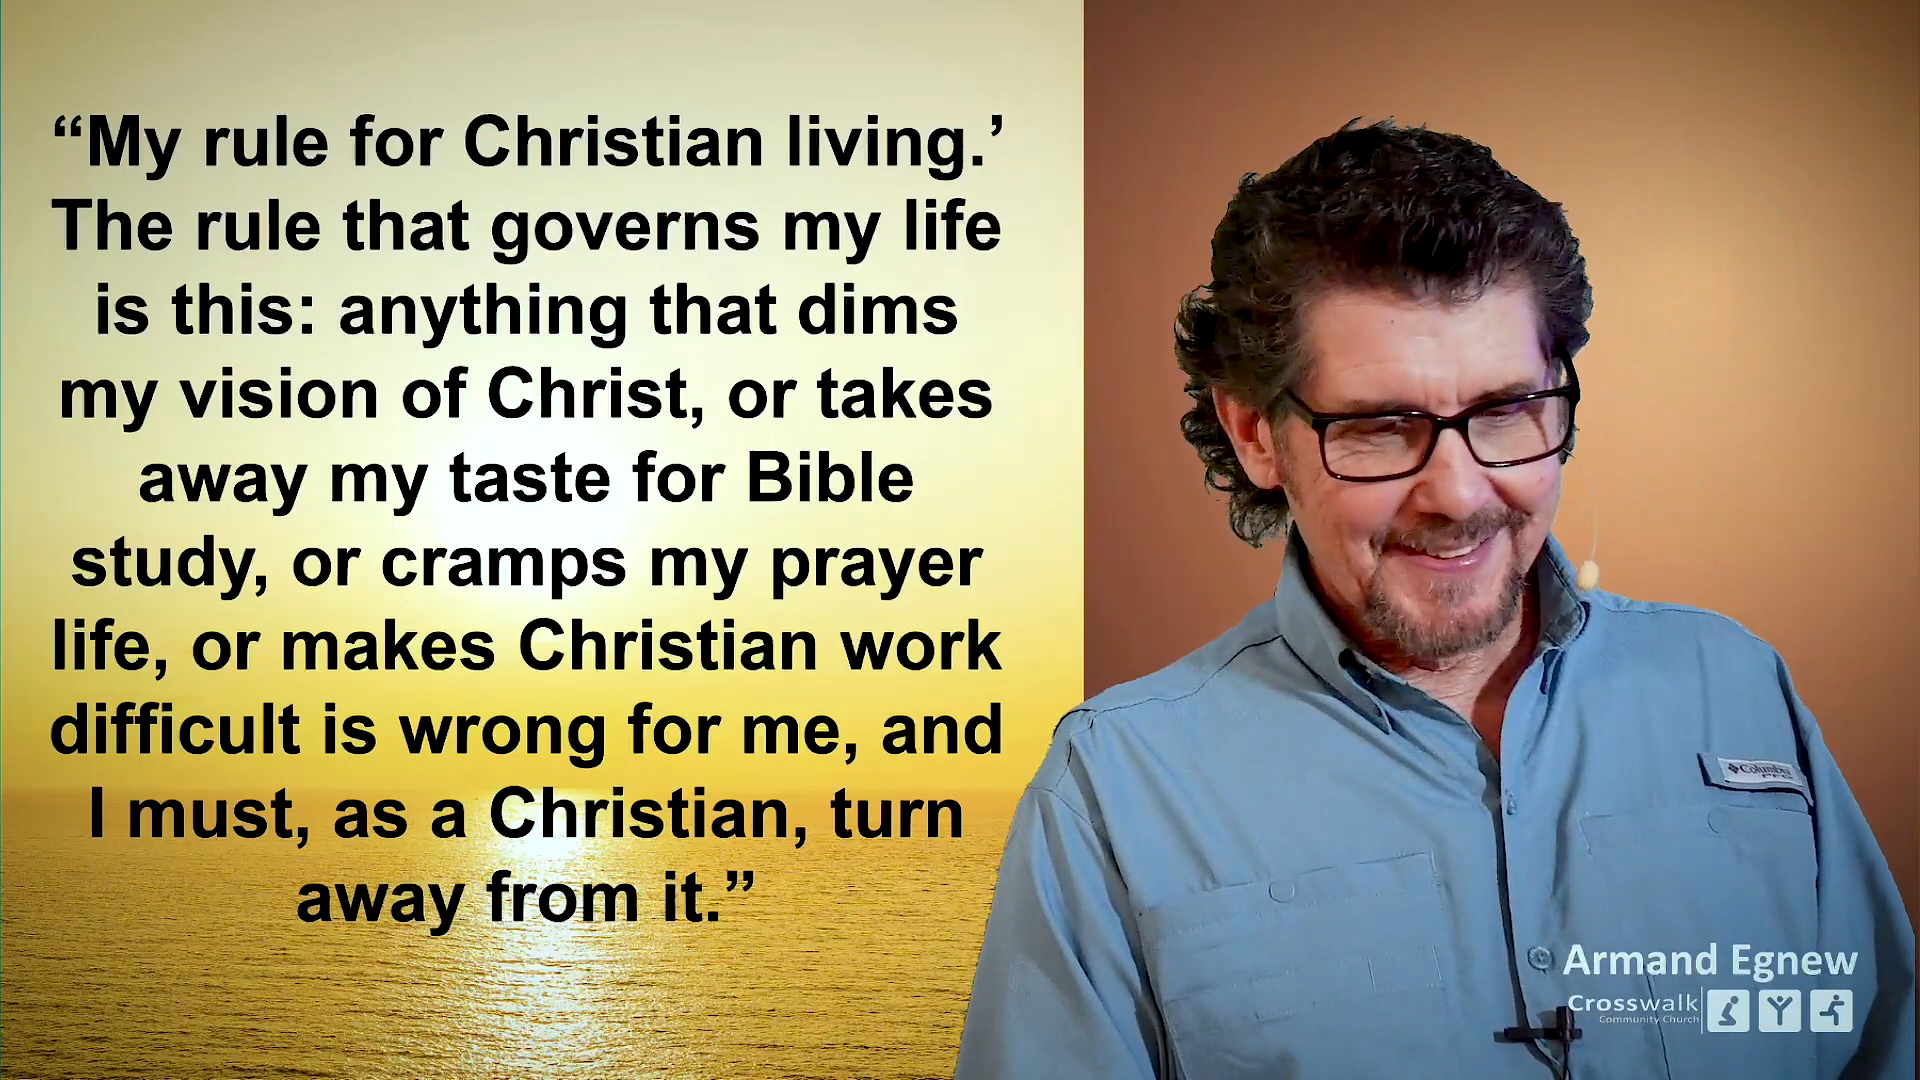 “My rule for Christian living.’
The rule that governs my life
is this: anything that dims
my vision of Christ, or takes
away my taste for Bible
study, or cramps my prayer
life, or makes Christian work
difficult is wrong for me, and
I must, as a Christian, turn
away from it.”
Columbia
PFG
Armand Egnew
Crosswalk
Community Church